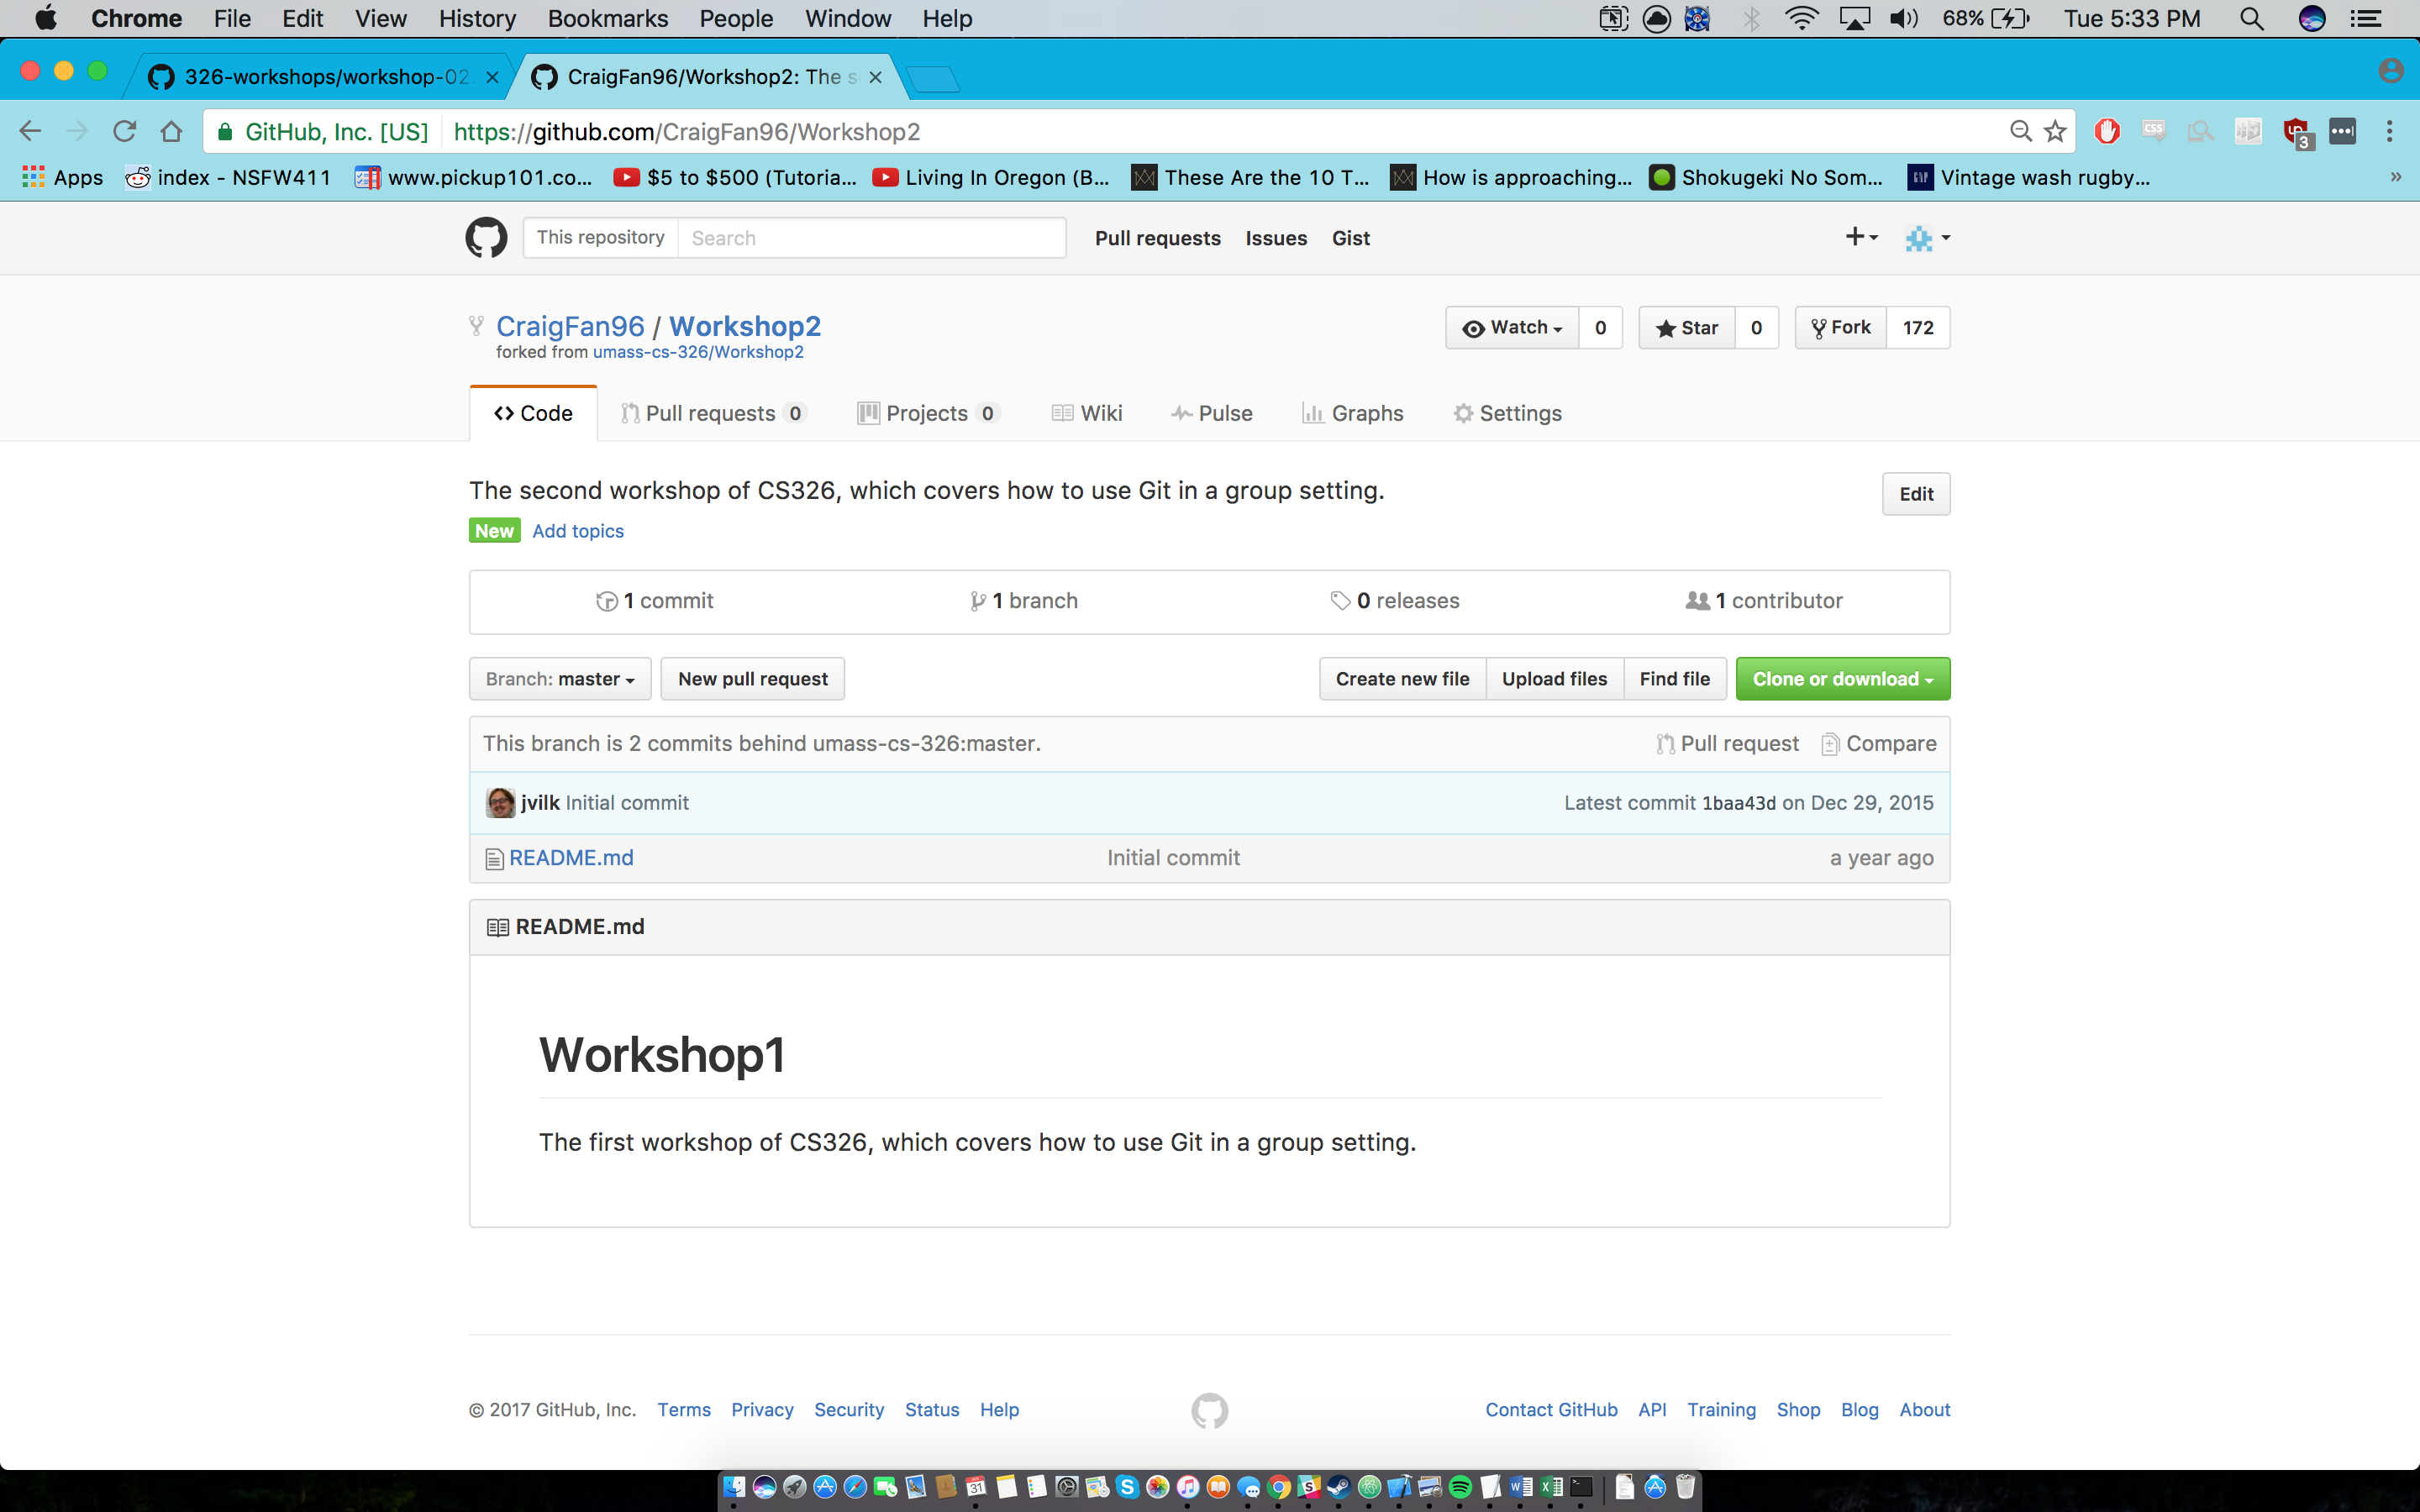 Chrome File Edit View History Bookmarks People Window Help 68% Tue 5:33 PM
326-workshops/workshop-02 CraigFan96/Workshop2: The s
GitHub, Inc. [US] https://github.com/CraigFan96/Workshop2
3
Apps index - NSFW411 www.pickup101.co... $5 to $500 (Tutoria... Living In Oregon (B... These Are the 10 T... How is approaching... Shokugeki No Som... Vintage wash rugby... »
This repository Search Pull requests Issues Gist
CraigFan96 / Workshop2 Watch 0 Star 0 Fork 172
forked from umass-cs-326/Workshop2
Code Pull requests 0 Projects 0 Wiki Pulse Graphs Settings
The second workshop of CS326, which covers how to use Git in a group setting. Edit
New Add topics
1 commit 1 branch 0 releases 1 contributor
Branch: master New pull request Create new file Upload files Find file Clone or download
This branch is 2 commits behind umass-cs-326:master. Pull request Compare
jvilk Initial commit Latest commit 1baa43d on Dec 29, 2015
README.md Initial commit a year ago
README.md
Workshop1
The first workshop of CS326, which covers how to use Git in a group setting.
© 2017 GitHub, Inc. Terms Privacy Security Status Help Contact GitHub API Training Shop Blog About